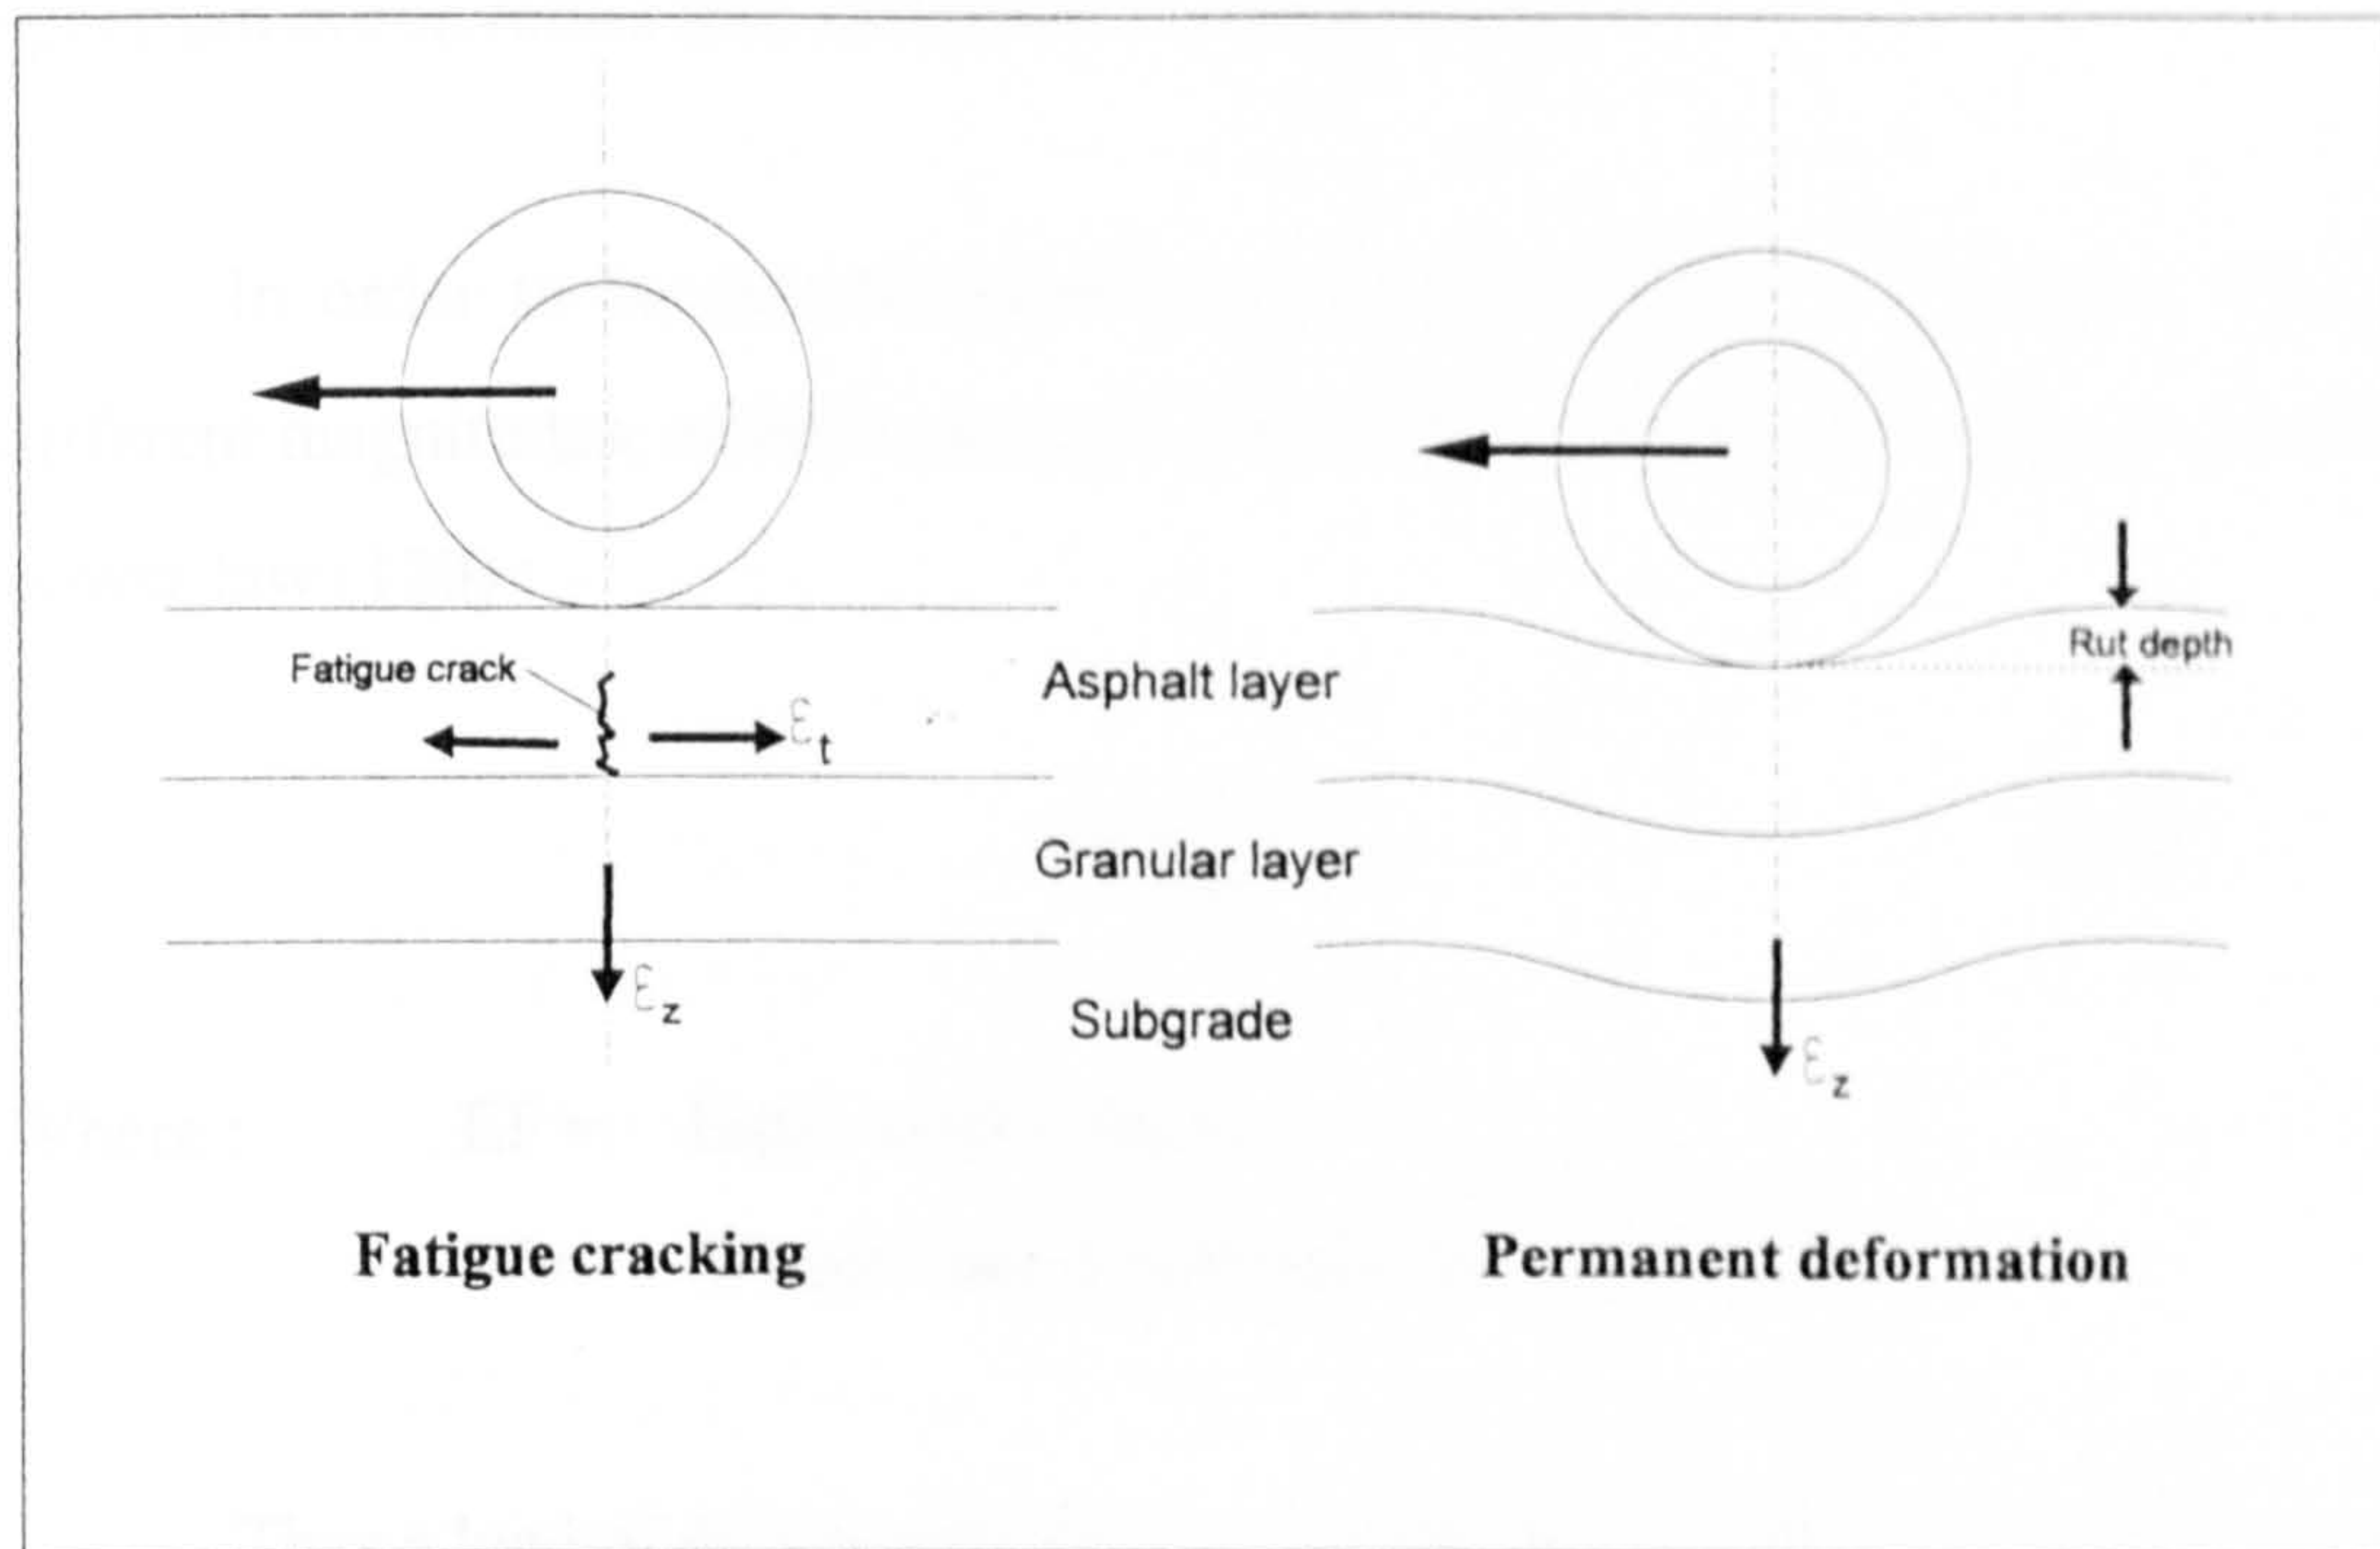 Fatigue crack
εt
Asphalt layer
Rut depth
Granular layer
εz
Subgrade
εz
Fatigue cracking
Permanent deformation